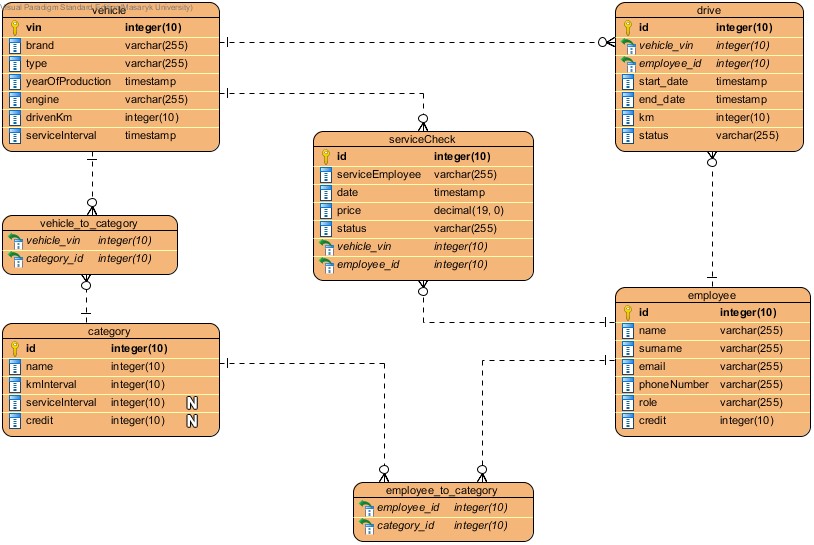 Visual Paradigm Standard Edition(Masaryk University)
vehicle
vin integer(10)
brand varchar(255)
type varchar(255)
yearOfProduction timestamp
engine varchar(255)
drivenKm integer(10)
serviceInterval timestamp
drive
id integer(10)
vehicle_vin integer(10)
employee_id integer(10)
start_date timestamp
end_date timestamp
km integer(10)
status varchar(255)
serviceCheck
id integer(10)
serviceEmployee varchar(255)
date timestamp
price decimal(19, 0)
status varchar(255)
vehicle_vin integer(10)
employee_id integer(10)
vehicle_to_category
vehicle_vin integer(10)
category_id integer(10)
category
id integer(10)
name integer(10)
kmInterval integer(10)
serviceInterval integer(10) N
credit integer(10) N
employee
id integer(10)
name varchar(255)
surname varchar(255)
email varchar(255)
phoneNumber varchar(255)
role varchar(255)
credit integer(10)
employee_to_category
employee_id integer(10)
category_id integer(10)